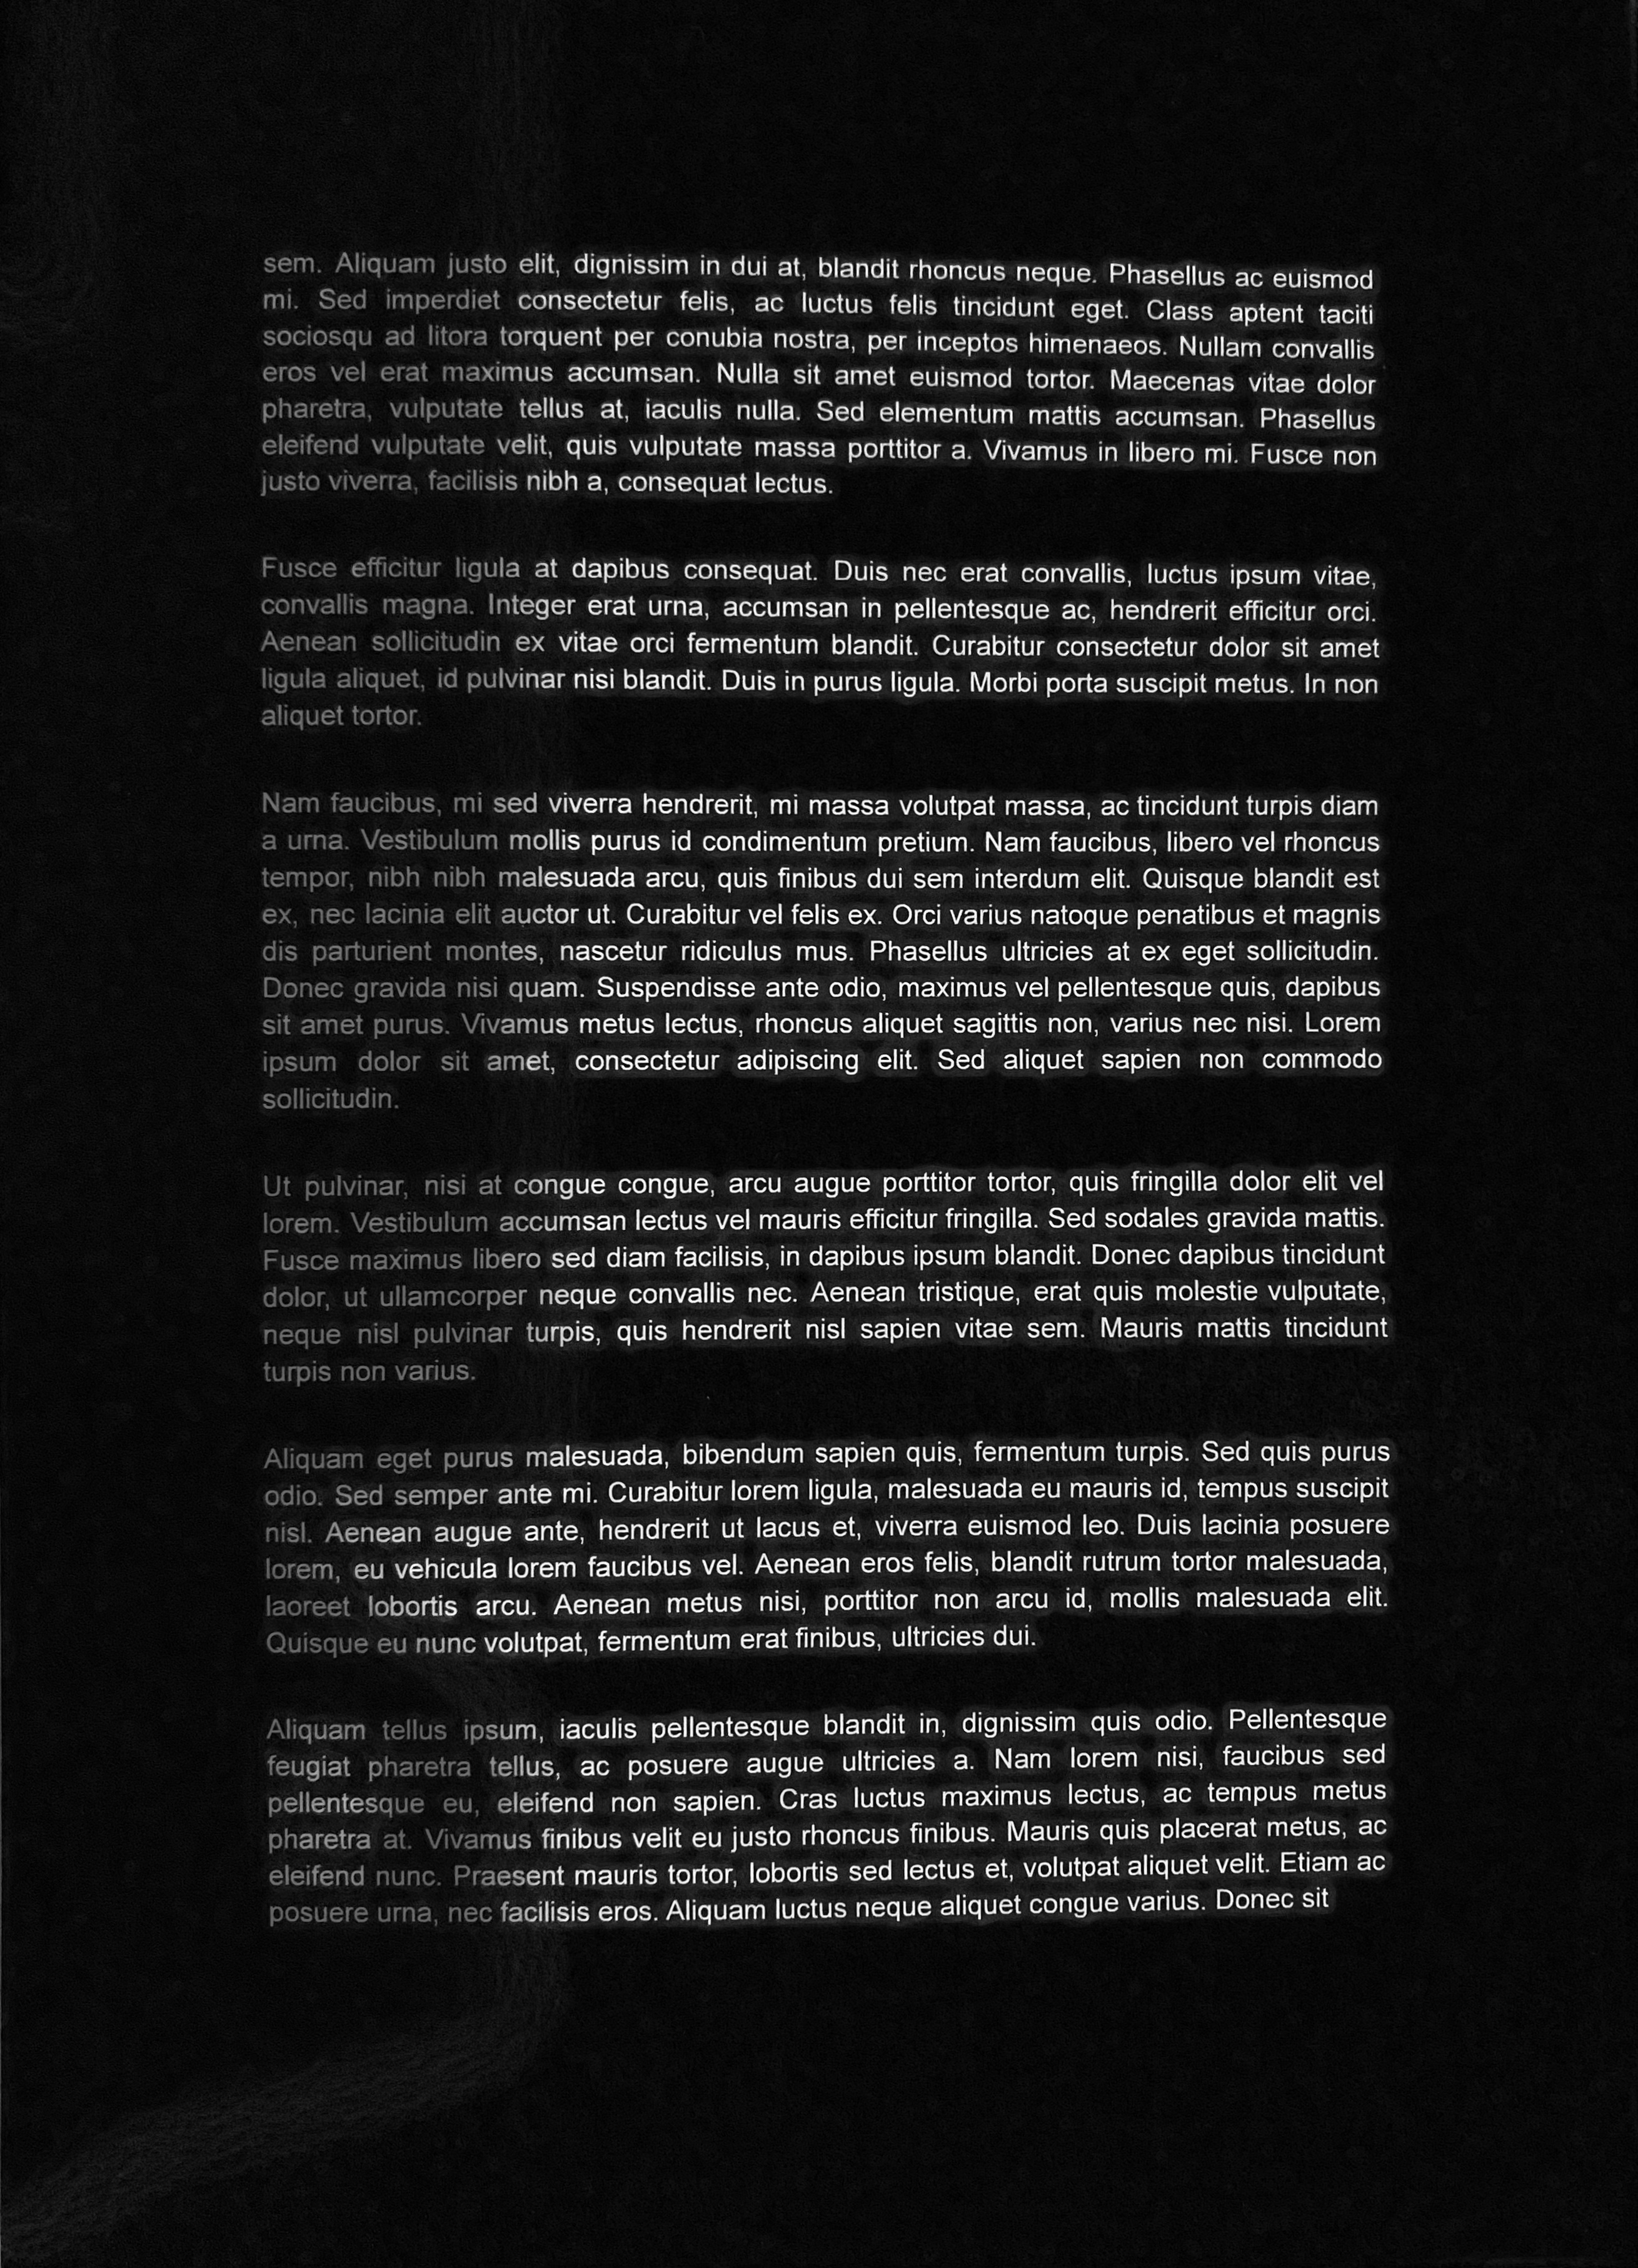 sem. Aliquam justo elit, dignissim in dui at, blandit rhoncus neque. Phasellus ac euismod
mi. Sed imperdiet consectetur felis, ac luctus felis tincidunt eget. Class aptent taciti
sociosqu ad litora torquent per conubia nostra, per inceptos himenaeos. Nullam convallis
eros vel erat maximus accumsan. Nulla sit amet euismod tortor. Maecenas vitae dolor
pharetra, vulputate tellus at, iaculis nulla. Sed elementum mattis accumsan. Phasellus
eleifend vulputate velit, quis vulputate massa porttitor a. Vivamus in libero mi. Fusce non
justo viverra, facilisis nibh a, consequat lectus.
Fusce efficitur ligula at dapibus consequat. Duis nec erat convallis, luctus ipsum vitae,
convallis magna. Integer erat urna, accumsan in pellentesque ac, hendrerit efficitur orci.
Aenean sollicitudin ex vitae orci fermentum blandit. Curabitur consectetur dolor sit amet
ligula aliquet, id pulvinar nisi blandit. Duis in purus ligula. Morbi porta suscipit metus. In non
aliquet tortor.
Nam faucibus, mi sed viverra hendrerit, mi massa volutpat massa, ac tincidunt turpis diam
a urna. Vestibulum mollis purus id condimentum pretium. Nam faucibus, libero vel rhoncus
tempor, nibh nibh malesuada arcu, quis finibus dui sem interdum elit. Quisque blandit est
ex, nec lacinia elit auctor ut. Curabitur vel felis ex. Orci varius natoque penatibus et magnis
dis parturient montes, nascetur ridiculus mus. Phasellus ultricies at ex eget sollicitudin.
Donec gravida nisi quam. Suspendisse ante odio, maximus vel pellentesque quis, dapibus
sit amet purus. Vivamus metus lectus, rhoncus aliquet sagittis non, varius nec nisi. Lorem
ipsum dolor sit amet, consectetur adipiscing elit. Sed aliquet sapien non commodo
sollicitudin.
Ut pulvinar, nisi at congue congue, arcu augue porttitor tortor, quis fringilla dolor elit vel
lorem. Vestibulum accumsan lectus vel mauris efficitur fringilla. Sed sodales gravida mattis.
Fusce maximus libero sed diam facilisis, in dapibus ipsum blandit. Donec dapibus tincidunt
dolor, ut ullamcorper neque convallis nec. Aenean tristique, erat quis molestie vulputate,
neque nisl pulvinar turpis, quis hendrerit nisl sapien vitae sem. Mauris mattis tincidunt
turpis non varius.
Aliquam eget purus malesuada, bibendum sapien quis, fermentum turpis. Sed quis purus
odio. Sed semper ante mi. Curabitur lorem ligula, malesuada eu mauris id, tempus suscipit
nisl. Aenean augue ante, hendrerit ut lacus et, viverra euismod leo. Duis lacinia posuere
lorem, eu vehicula lorem faucibus vel. Aenean eros felis, blandit rutrum tortor malesuada,
laoreet lobortis arcu. Aenean metus nisi, porttitor non arcu id, mollis malesuada elit.
Quisque eu nunc volutpat, fermentum erat finibus, ultricies dui.
Aliquam tellus ipsum, iaculis pellentesque blandit in, dignissim quis odio. Pellentesque
feugiat pharetra tellus, ac posuere augue ultricies a. Nam lorem nisi, faucibus sed
pellentesque eu, eleifend non sapien. Cras luctus maximus lectus, ac tempus metus
pharetra at. Vivamus finibus velit eu justo rhoncus finibus. Mauris quis placerat metus, ac
eleifend nunc. Praesent mauris tortor, lobortis sed lectus et, volutpat aliquet velit. Etiam ac
posuere urna, nec facilisis eros. Aliquam luctus neque aliquet congue varius. Donec sit